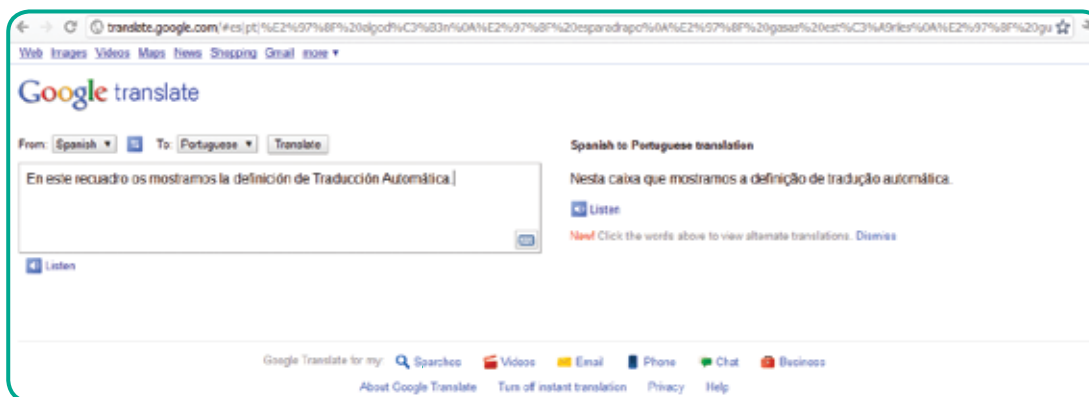 translate.google.com/#es|pt|%E2%97%8F%20algod%C3%B3n%0A%E2%97%8F%20esparadrapo%0A%E2%97%8F%20gasas%20est%C3%A9riles%0A%E2%97%8F%20gu
Web Images Videos Maps News Shopping Gmail more ▼
Google translate
From: Spanish ▼ To: Portuguese ▼ Translate
En este recuadro os mostramos la definición de Traducción Automática.
Listen
Spanish to Portuguese translation
Nesta caixa que mostramos a definição de tradução automática.
Listen
New! Click the words above to view alternate translations. Dismiss
Google Translate for my: Searches Videos Email Phone Chat Business
About Google Translate Turn off instant translation Privacy Help